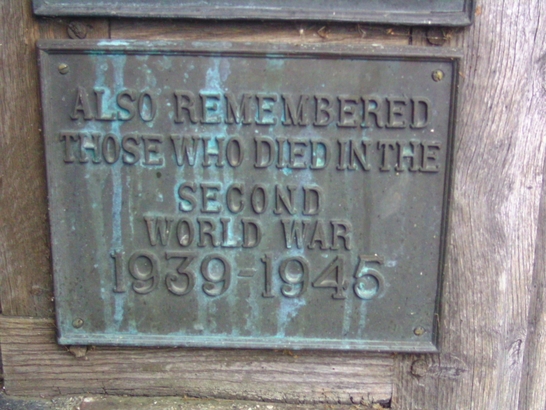 ALSO REMEMBERED
THOSE WHO DIED IN THE
SECOND
WORLD WAR
1939-1945